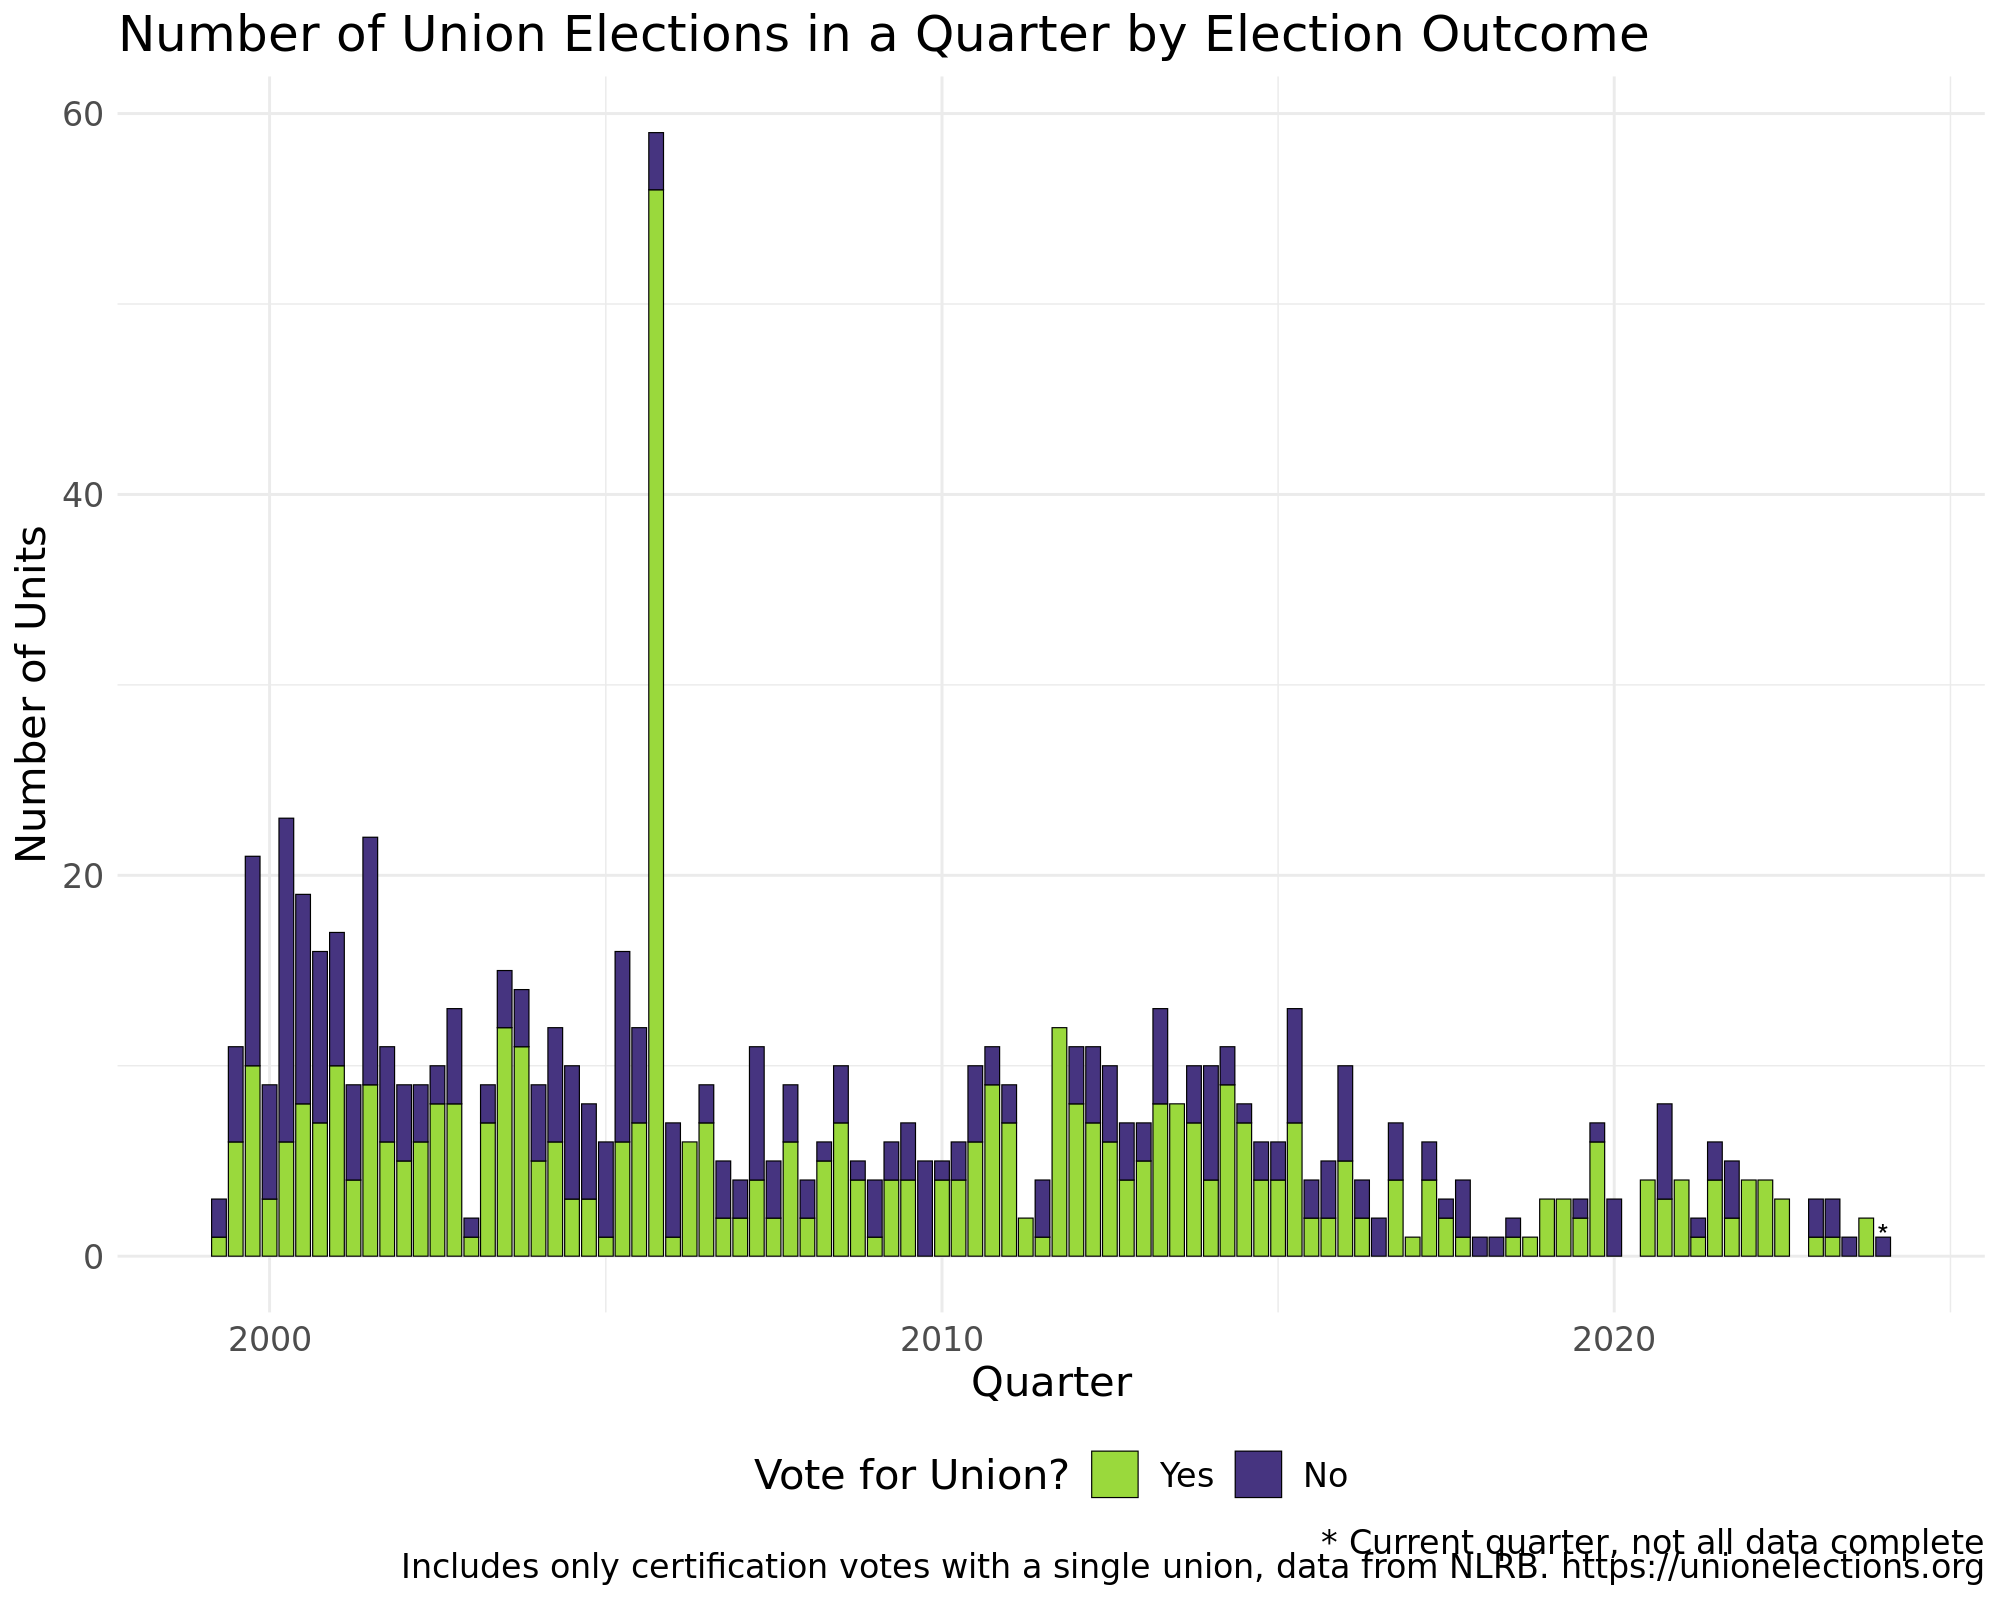 Number of Union Elections in a Quarter by Election Outcome
60
40
20
0
Number of Units
*
2000 2010 2020
Quarter
Vote for Union? Yes No
* Current quarter, not all data complete
Includes only certification votes with a single union, data from NLRB. https://unionelections.org